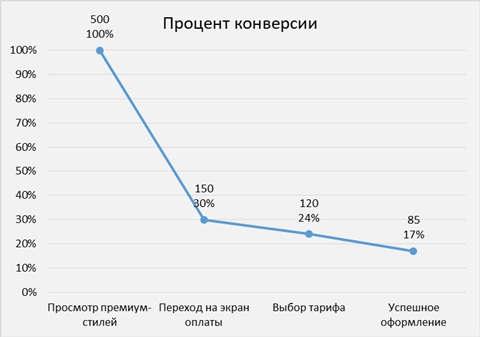 Процент конверсии
500
100%
100%
90%
80%
70%
60%
50%
40%
30%
20%
10%
0%
150
30%
120
24%
85
17%
Просмотр премиум-
стилей
Переход на экран
оплаты
Выбор тарифа
Успешное
оформление